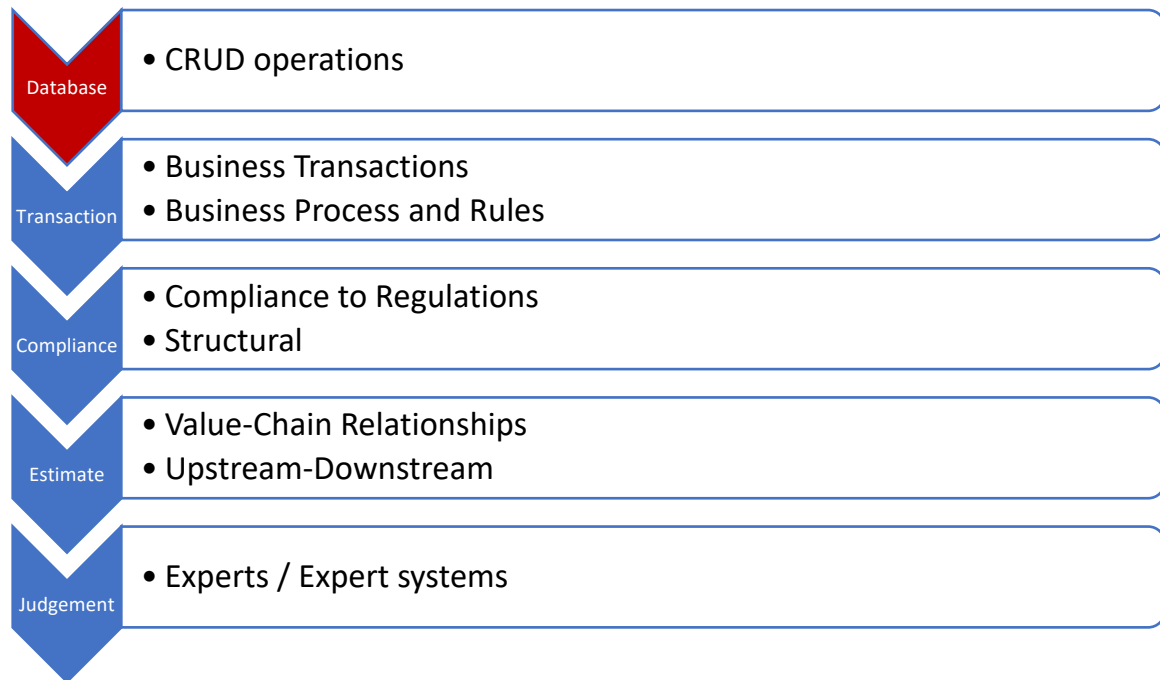 Database
• CRUD operations
Transaction
• Business Transactions
• Business Process and Rules
Compliance
• Compliance to Regulations
• Structural
Estimate
• Value-Chain Relationships
• Upstream-Downstream
Judgement
• Experts / Expert systems